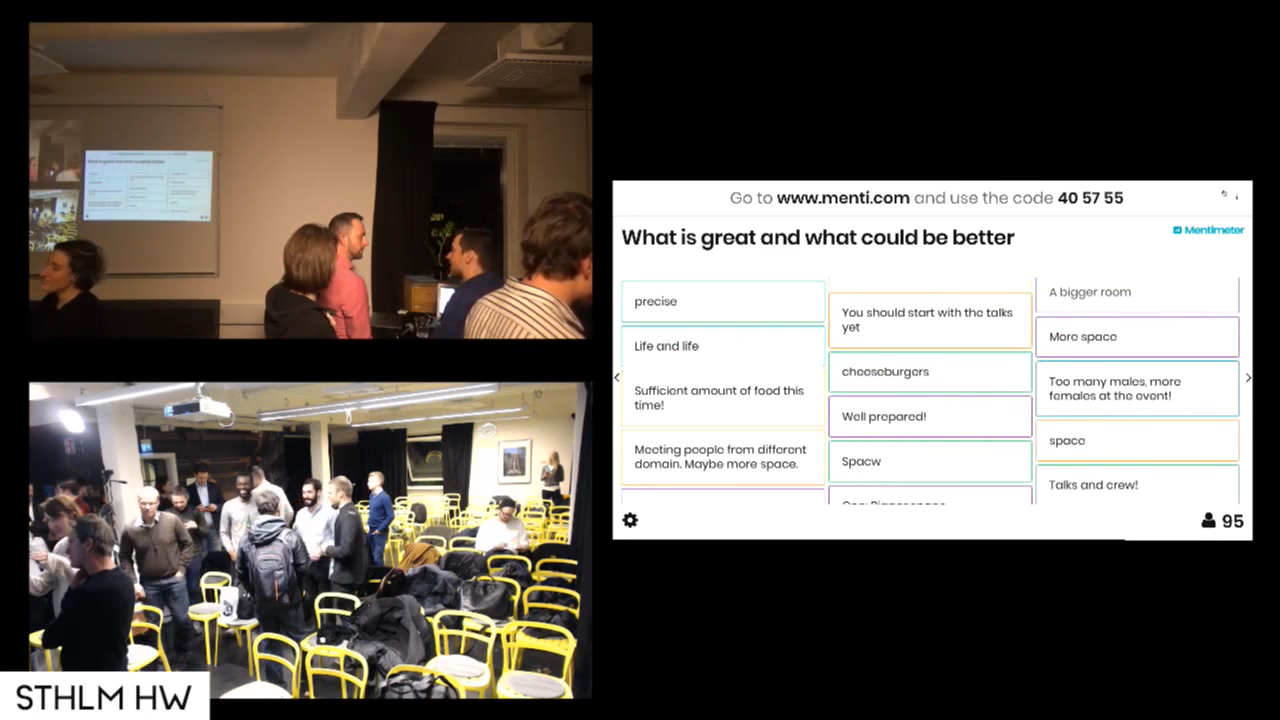 Go to www.menti.com and use the code 40 57 55
What is great and what could be better
Mentimeter
precise
Life and life
Sufficient amount of food this
time!
Meeting people from different
domain. Maybe more space.
You should start with the talks
yet
cheeseburgers
Well prepared!
Spacw
A bigger room
More space
Too many males, more
females at the event!
space
Talks and crew!
95
STHLM HW